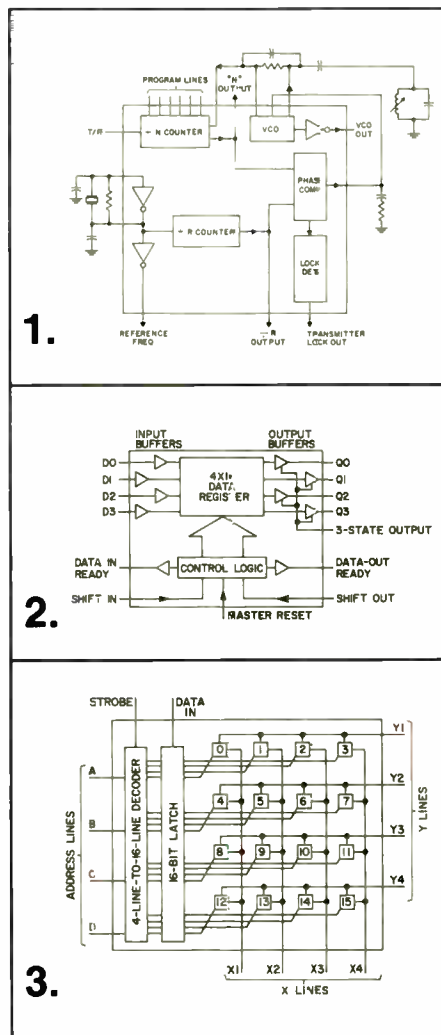 PROGRAM LINES
"N" OUTPUT
T/R
÷ N COUNTER
VCO
VCO OUT
PHASE COMP
÷ R COUNTER
LOCK DET
REFERENCE FREQ
÷R OUTPUT
TRANSMITTER LOCK OUT
1.
INPUT BUFFERS
OUTPUT BUFFERS
D0
D1
D2
D3
DATA REGISTER
Q0
Q1
Q2
Q3
3-STATE OUTPUT
DATA IN READY
CONTROL LOGIC
DATA-OUT READY
SHIFT IN
SHIFT OUT
MASTER RESET
2.
STROBE
DATA IN
ADDRESS LINES
A
B
C
D
4-LINE-TO-16-LINE DECODER
16-BIT LATCH
0 1 2 3
4 5 6 7
8 9 10 11
12 13 14 15
Y1
Y2
Y3
Y4
Y LINES
X1 X2 X3 X4
X LINES
3.